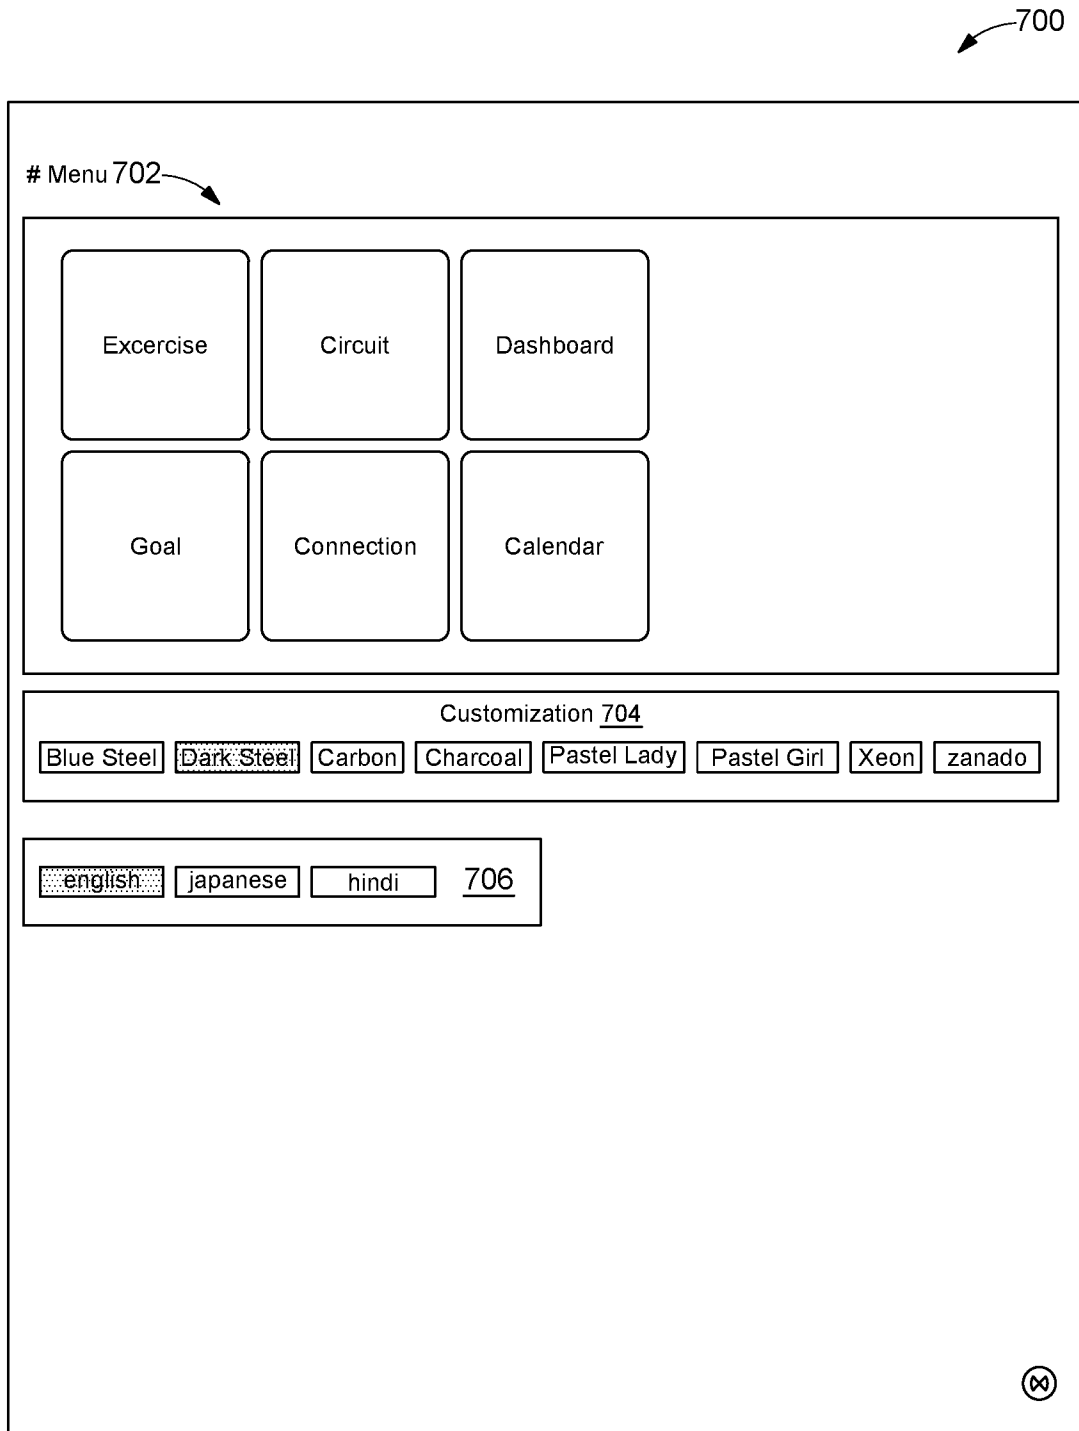 700
# Menu 702
Excercise Circuit Dashboard
Goal Connection Calendar
Customization 704
Blue Steel Dark Steel Carbon Charcoal Pastel Lady Pastel Girl Xeon zanado
english japanese hindi 706